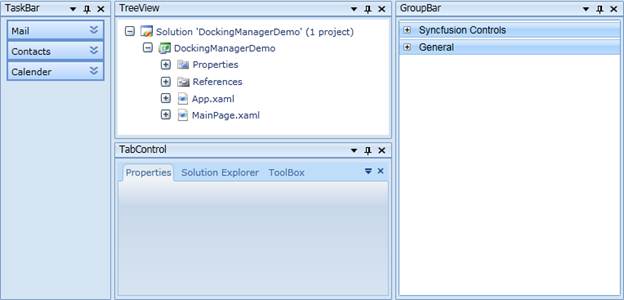 TaskBar
Mail
Contacts
Calender
TreeView
Solution 'DockingManagerDemo' (1 project)
DockingManagerDemo
Properties
References
App.xaml
MainPage.xaml
TabControl
Properties Solution Explorer ToolBox
GroupBar
Syncfusion Controls
General